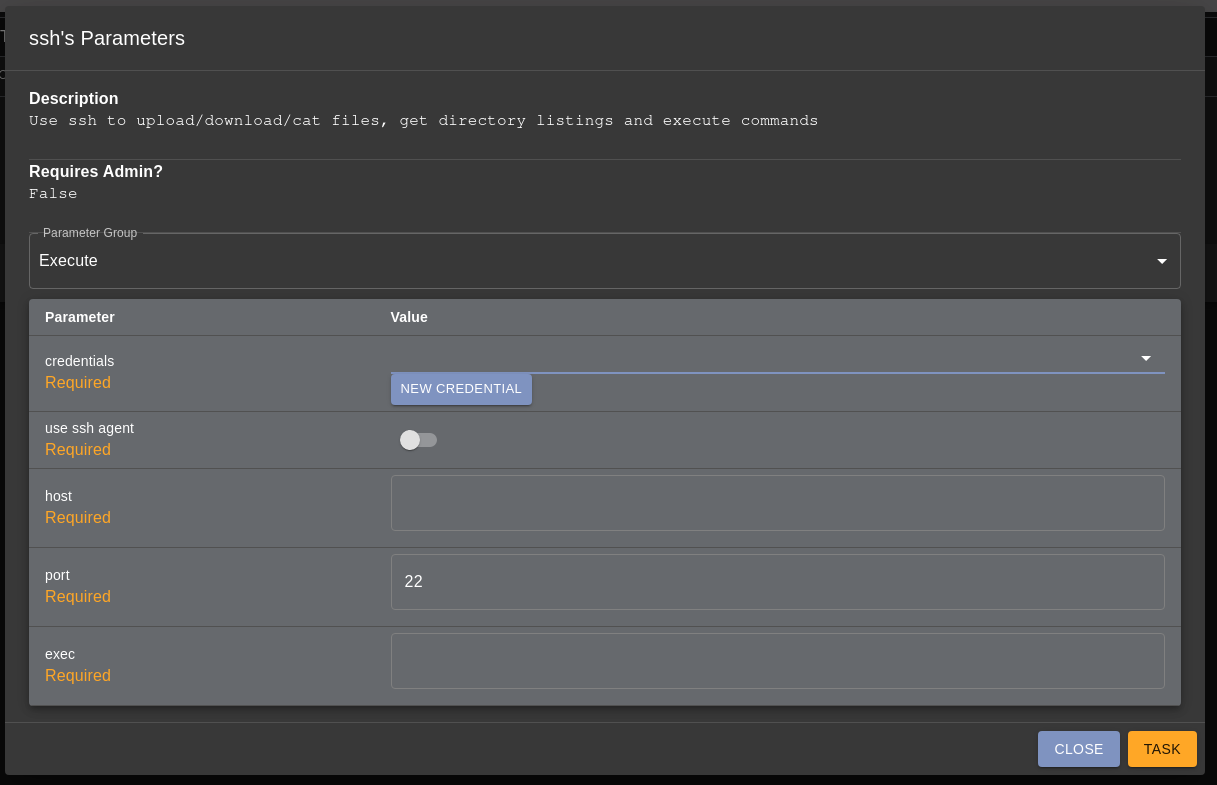 ssh's Parameters
Description
Use ssh to upload/download/cat files, get directory listings and execute commands
Requires Admin?
False
Parameter Group
Execute
Parameter Value
credentials
Required
NEW CREDENTIAL
use ssh agent
Required
host
Required
port
Required
22
exec
Required
CLOSE TASK